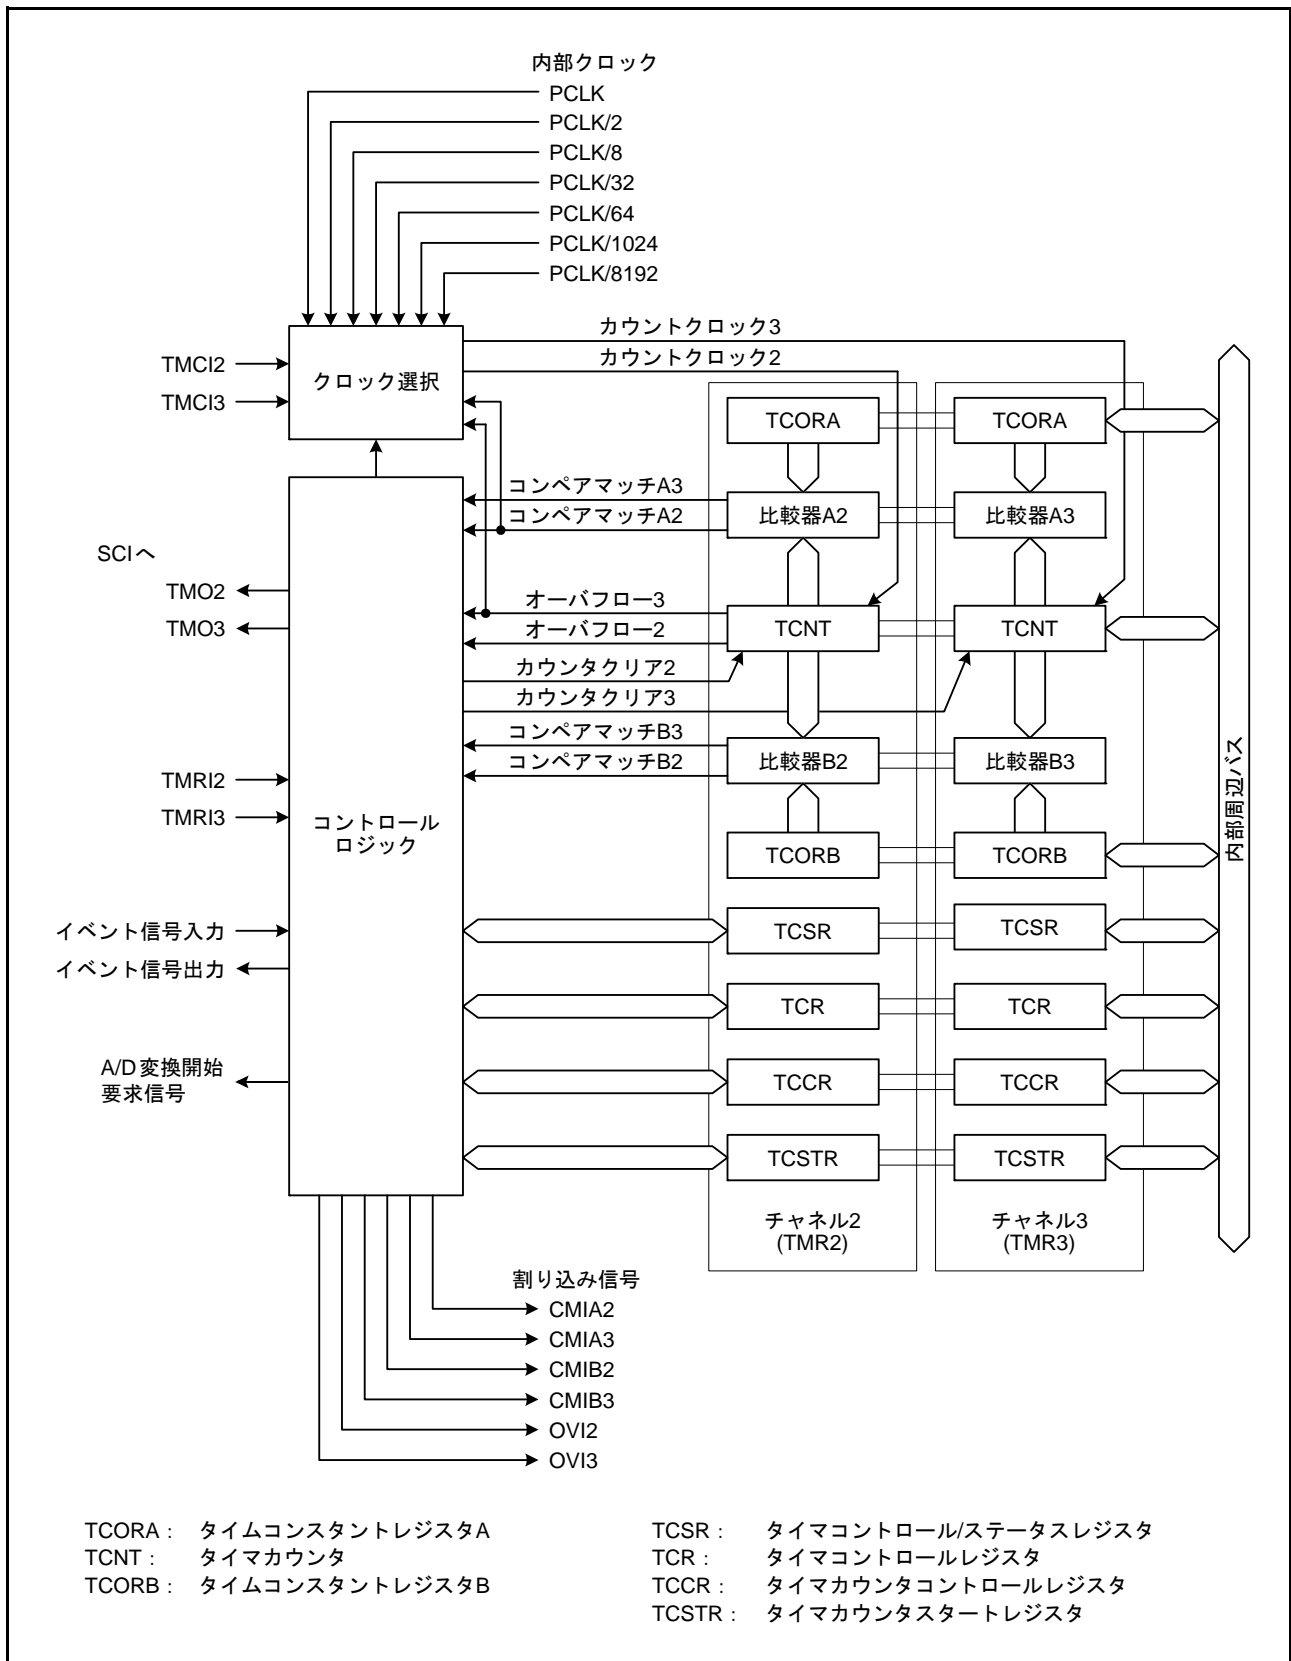 内部クロック
PCLK
PCLK/2
PCLK/8
PCLK/32
PCLK/64
PCLK/1024
PCLK/8192
カウントクロック3
カウントクロック2
TMCI2
TMCI3
クロック選択
TCORA
TCORA
コンペアマッチA3
コンペアマッチA2
比較器A2
比較器A3
SCIへ
TMO2
TMO3
オーバフロー3
オーバフロー2
TCNT
TCNT
カウンタクリア2
カウンタクリア3
コンペアマッチB3
コンペアマッチB2
比較器B2
比較器B3
内部周辺バス
TMRI2
TMRI3
コントロール
ロジック
TCORB
TCORB
イベント信号入力
イベント信号出力
TCSR
TCSR
TCR
TCR
A/D変換開始
要求信号
TCCR
TCCR
TCSTR
TCSTR
チャネル2
(TMR2)
チャネル3
(TMR3)
割り込み信号
CMIA2
CMIA3
CMIB2
CMIB3
OVI2
OVI3
TCORA : タイムコンスタントレジスタA
TCNT : タイマカウンタ
TCORB : タイムコンスタントレジスタB
TCSR : タイマコントロール/ステータスレジスタ
TCR : タイマコントロールレジスタ
TCCR : タイマカウンタコントロールレジスタ
TCSTR : タイマカウンタスタートレジスタ